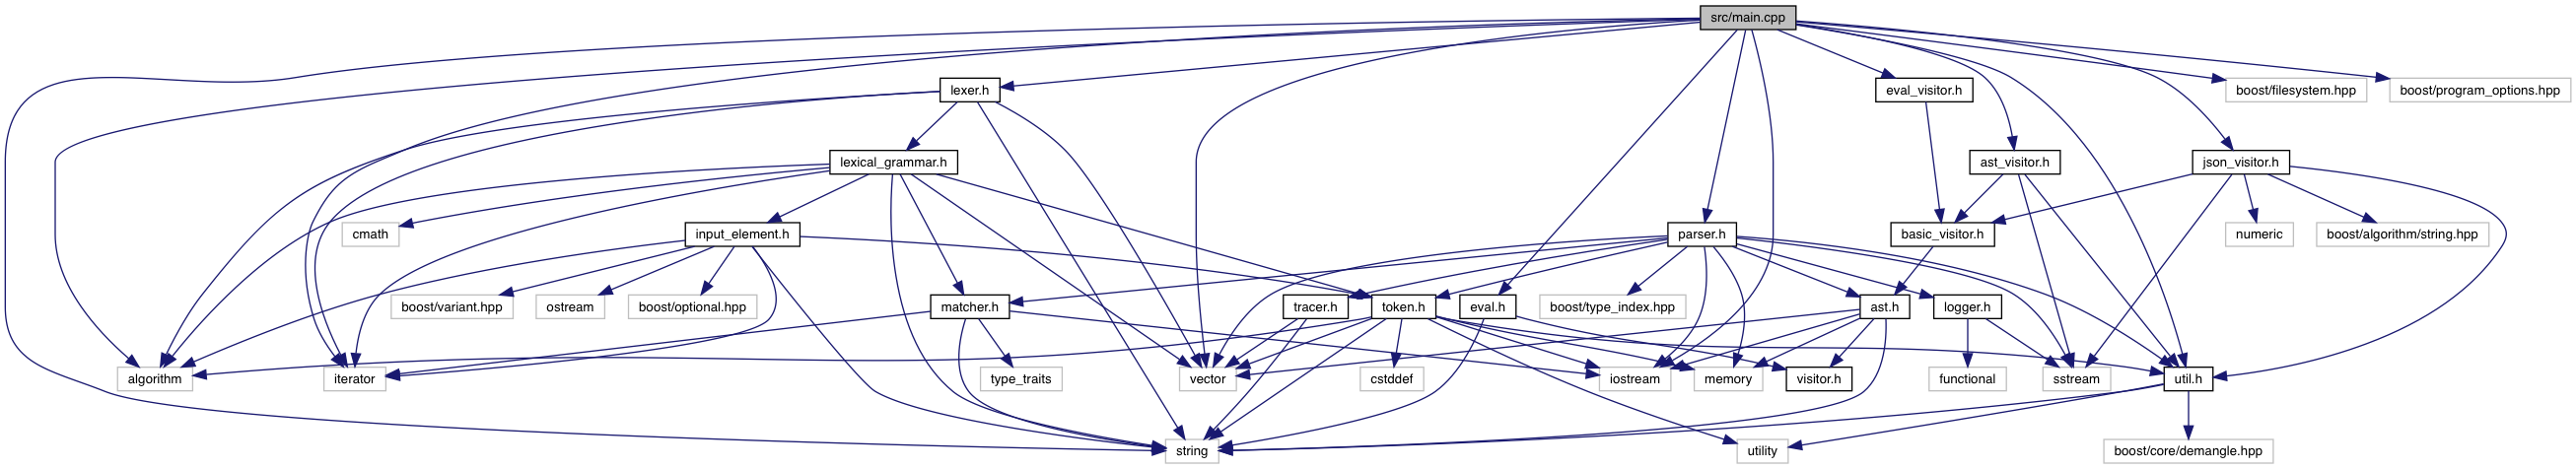 src/main.cpp
lexer.h
eval_visitor.h
boost/filesystem.hpp
boost/program_options.hpp
lexical_grammar.h
ast_visitor.h
json_visitor.h
cmath
input_element.h
parser.h
basic_visitor.h
numeric
boost/algorithm/string.hpp
boost/variant.hpp
ostream
boost/optional.hpp
matcher.h
tracer.h
token.h
eval.h
boost/type_index.hpp
ast.h
logger.h
algorithm
iterator
type_traits
vector
cstddef
iostream
memory
visitor.h
functional
sstream
util.h
string
utility
boost/core/demangle.hpp